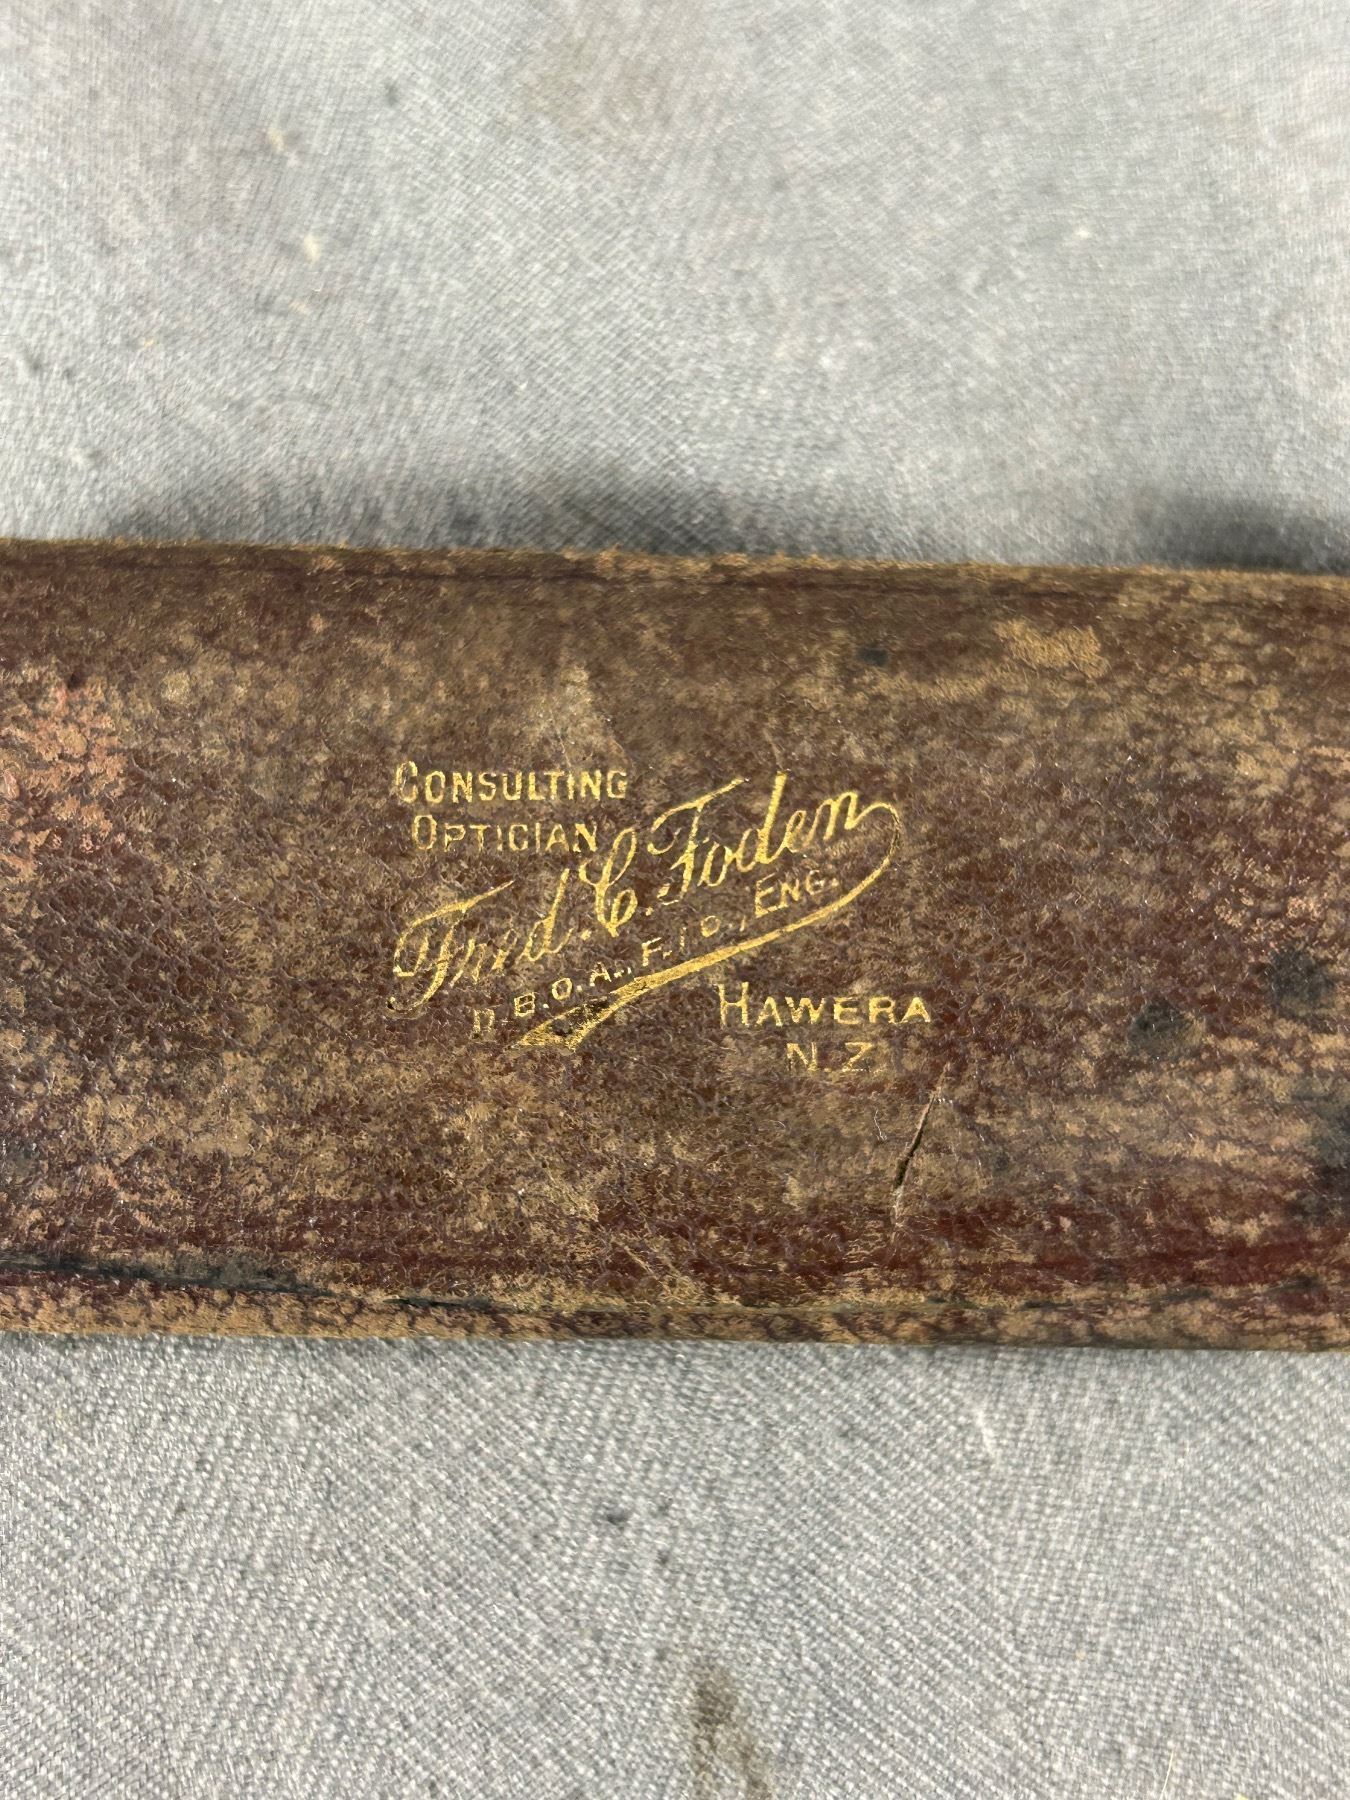 CONSULTING
OPTICIAN
Fred. C. Foden
D.B.O.A., F.I.O., ENG.
HAWERA
N.Z.